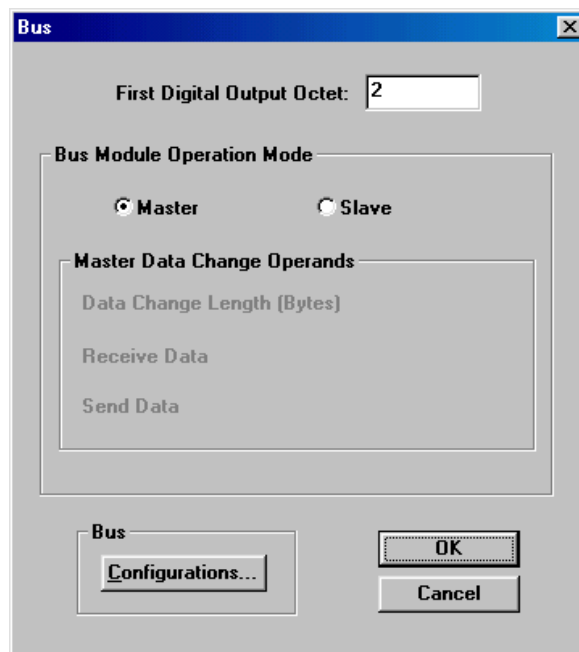 Bus
First Digital Output Octet: 2
Bus Module Operation Mode
Master Slave
Master Data Change Operands
Data Change Length (Bytes)
Receive Data
Send Data
Bus
Configurations...
OK
Cancel